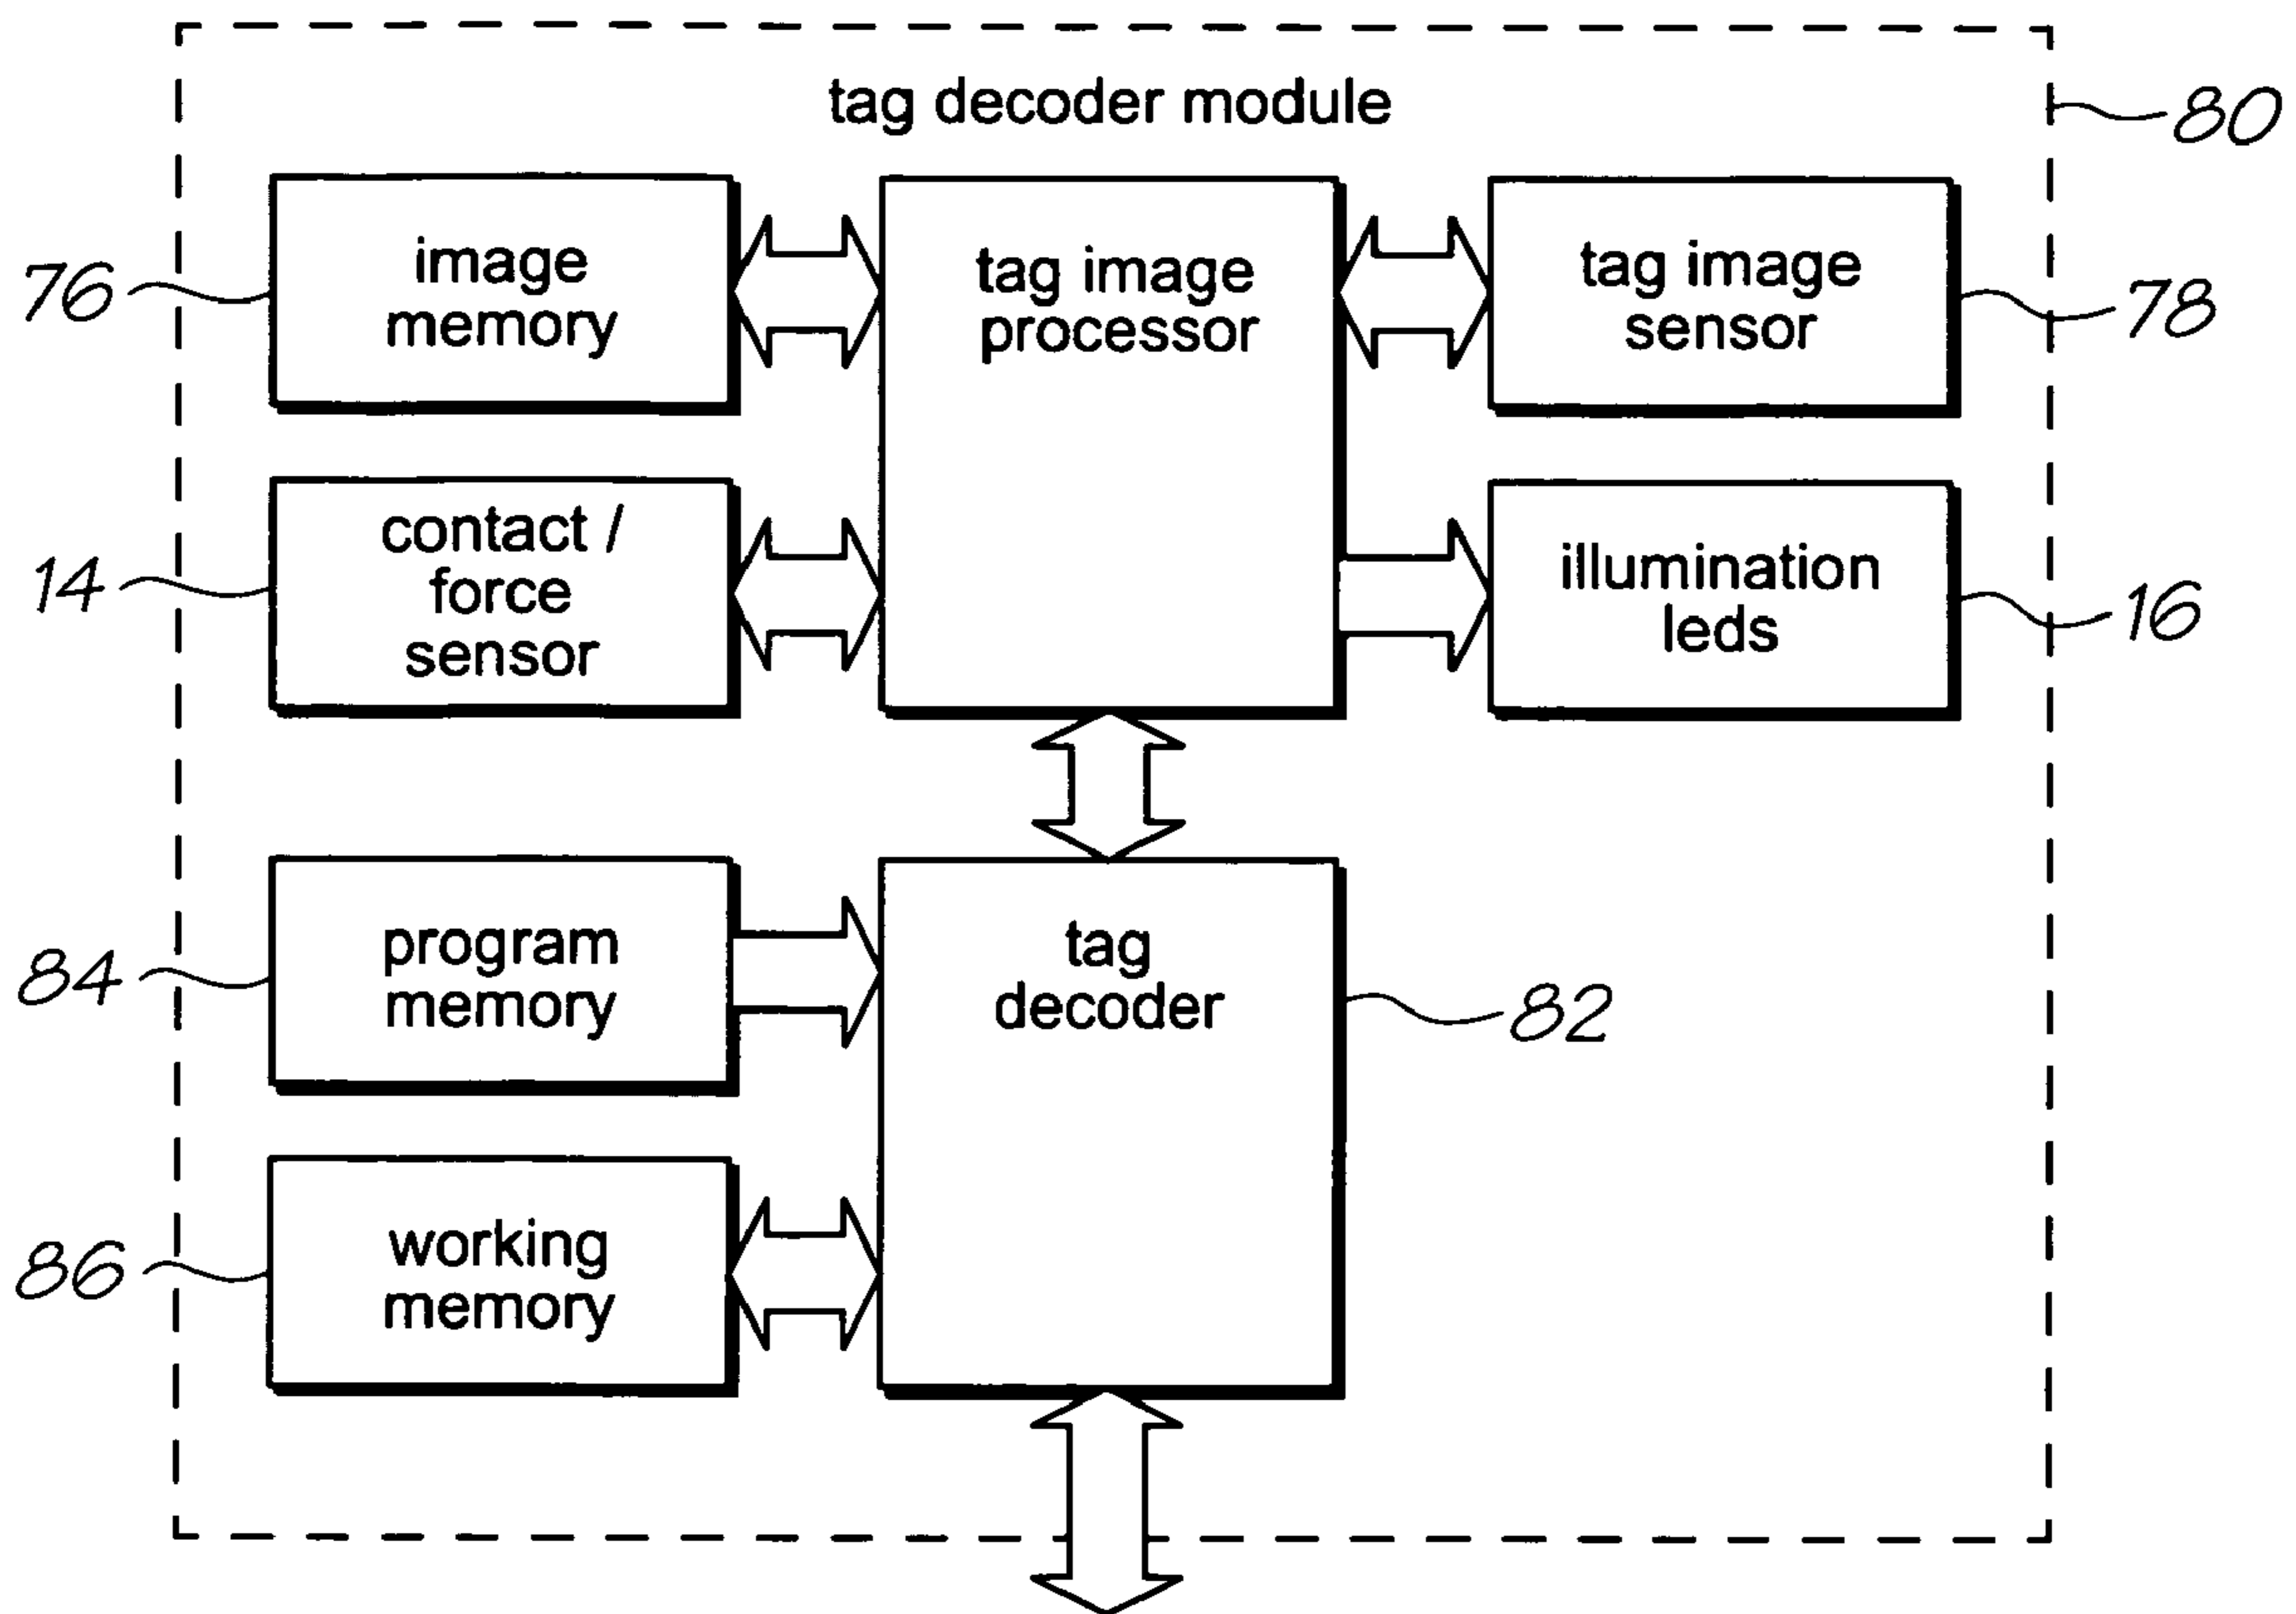 tag decoder module
80
image
memory
76
tag image
processor
tag image
sensor
78
contact /
force
sensor
14
illumination
leds
16
program
memory
84
tag
decoder
82
working
memory
86